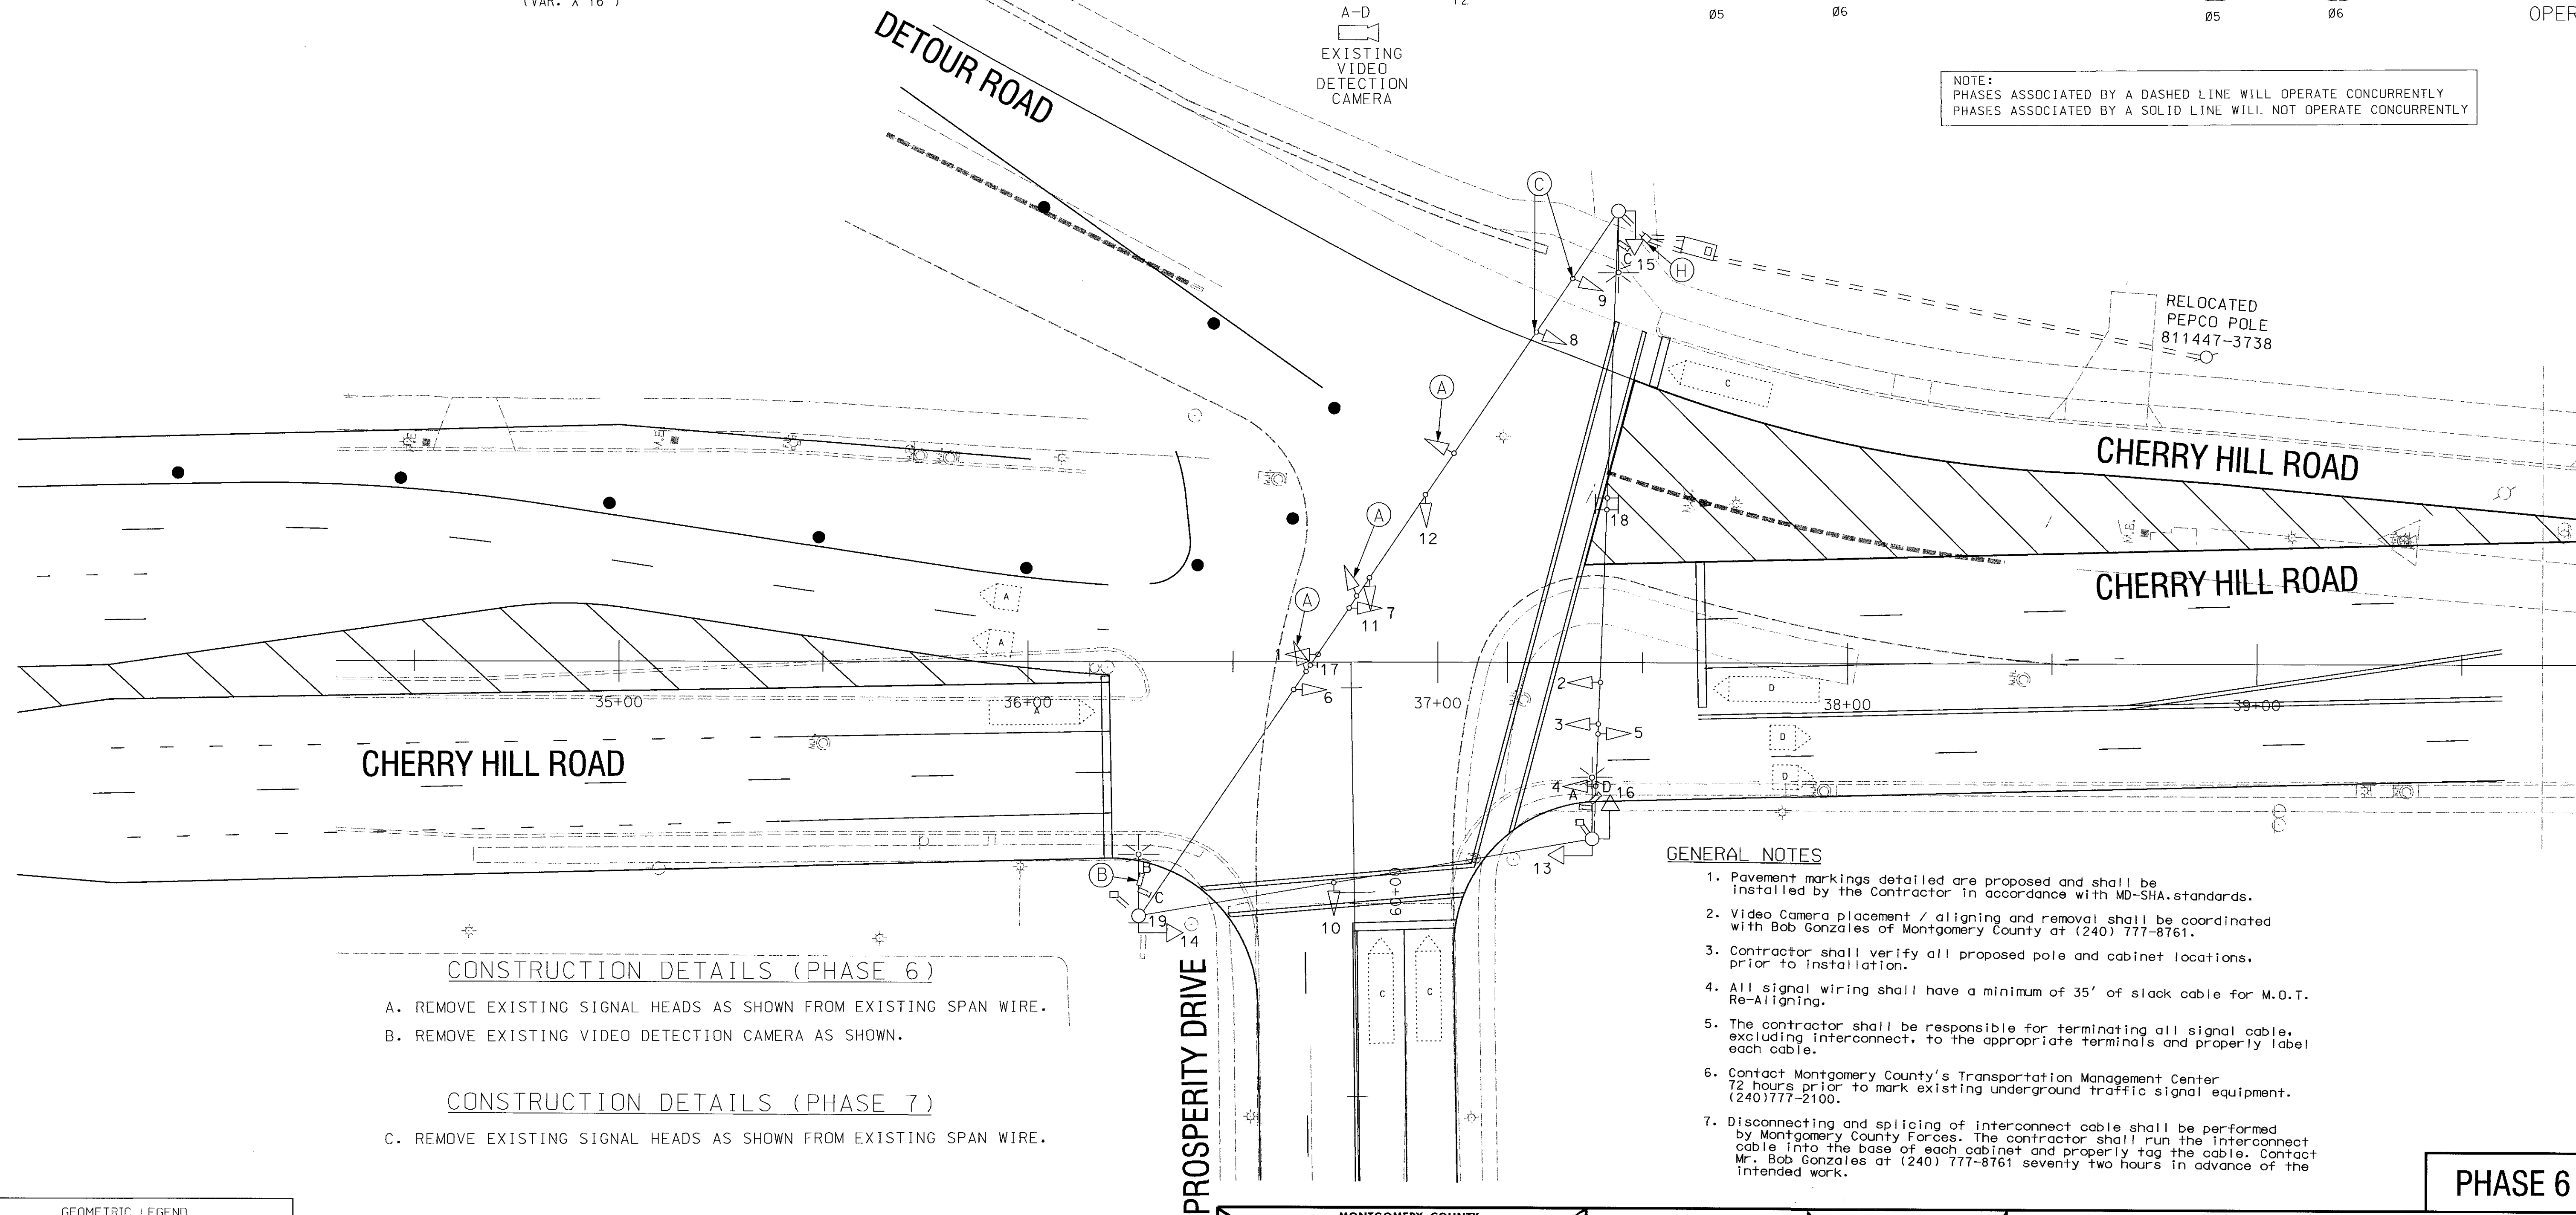 (VAR. X 16")
A-D
EXISTING
VIDEO
DETECTION
CAMERA
Ø5
Ø6
Ø5
Ø6
NOTE:
PHASES ASSOCIATED BY A DASHED LINE WILL OPERATE CONCURRENTLY
PHASES ASSOCIATED BY A SOLID LINE WILL NOT OPERATE CONCURRENTLY
DETOUR ROAD
C
C
15
H
9
8
RELOCATED
PEPCO POLE
811447-3738
C
A
CHERRY HILL ROAD
18
12
A
CHERRY HILL ROAD
A
7
11
A
A
1
17
2
6
D
35+00
36+00
A
37+00
38+00
39+00
3
5
D
CHERRY HILL ROAD
4
D
A
16
D
13
B
B
C
19
14
10
60+00
C
C
PROSPERITY DRIVE
CONSTRUCTION DETAILS (PHASE 6)
A. REMOVE EXISTING SIGNAL HEADS AS SHOWN FROM EXISTING SPAN WIRE.
B. REMOVE EXISTING VIDEO DETECTION CAMERA AS SHOWN.
CONSTRUCTION DETAILS (PHASE 7)
C. REMOVE EXISTING SIGNAL HEADS AS SHOWN FROM EXISTING SPAN WIRE.
GENERAL NOTES
1. Pavement markings detailed are proposed and shall be
installed by the Contractor in accordance with MD-SHA.standards.
2. Video Camera placement / aligning and removal shall be coordinated
with Bob Gonzales of Montgomery County at (240) 777-8761.
3. Contractor shall verify all proposed pole and cabinet locations,
prior to installation.
4. All signal wiring shall have a minimum of 35' of slack cable for M.O.T.
Re-Aligning.
5. The contractor shall be responsible for terminating all signal cable,
excluding interconnect, to the appropriate terminals and properly label
each cable.
6. Contact Montgomery County's Transportation Management Center
72 hours prior to mark existing underground traffic signal equipment.
(240)777-2100.
7. Disconnecting and splicing of interconnect cable shall be performed
by Montgomery County Forces. The contractor shall run the interconnect
cable into the base of each cabinet and properly tag the cable. Contact
Mr. Bob Gonzales at (240) 777-8761 seventy two hours in advance of the
intended work.
PHASE 6
GEOMETRIC LEGEND
MONTGOMERY COUNTY